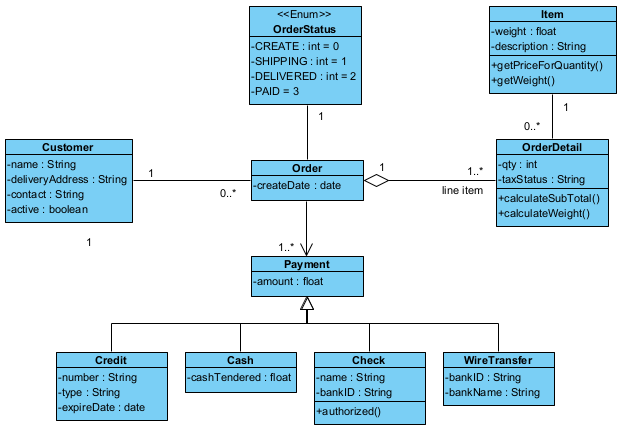 <<Enum>>
OrderStatus
-CREATE : int = 0
-SHIPPING : int = 1
-DELIVERED : int = 2
-PAID = 3
Item
-weight : float
-description : String
+getPriceForQuantity()
+getWeight()
1
1
0..*
Customer
-name : String
-deliveryAddress : String
-contact : String
-active : boolean
1
0..*
Order
-createDate : date
1
1..*
line item
OrderDetail
-qty : int
-taxStatus : String
+calculateSubTotal()
+calculateWeight()
1
1..*
Payment
-amount : float
Credit
-number : String
-type : String
-expireDate : date
Cash
-cashTendered : float
Check
-name : String
-bankID : String
+authorized()
WireTransfer
-bankID : String
-bankName : String